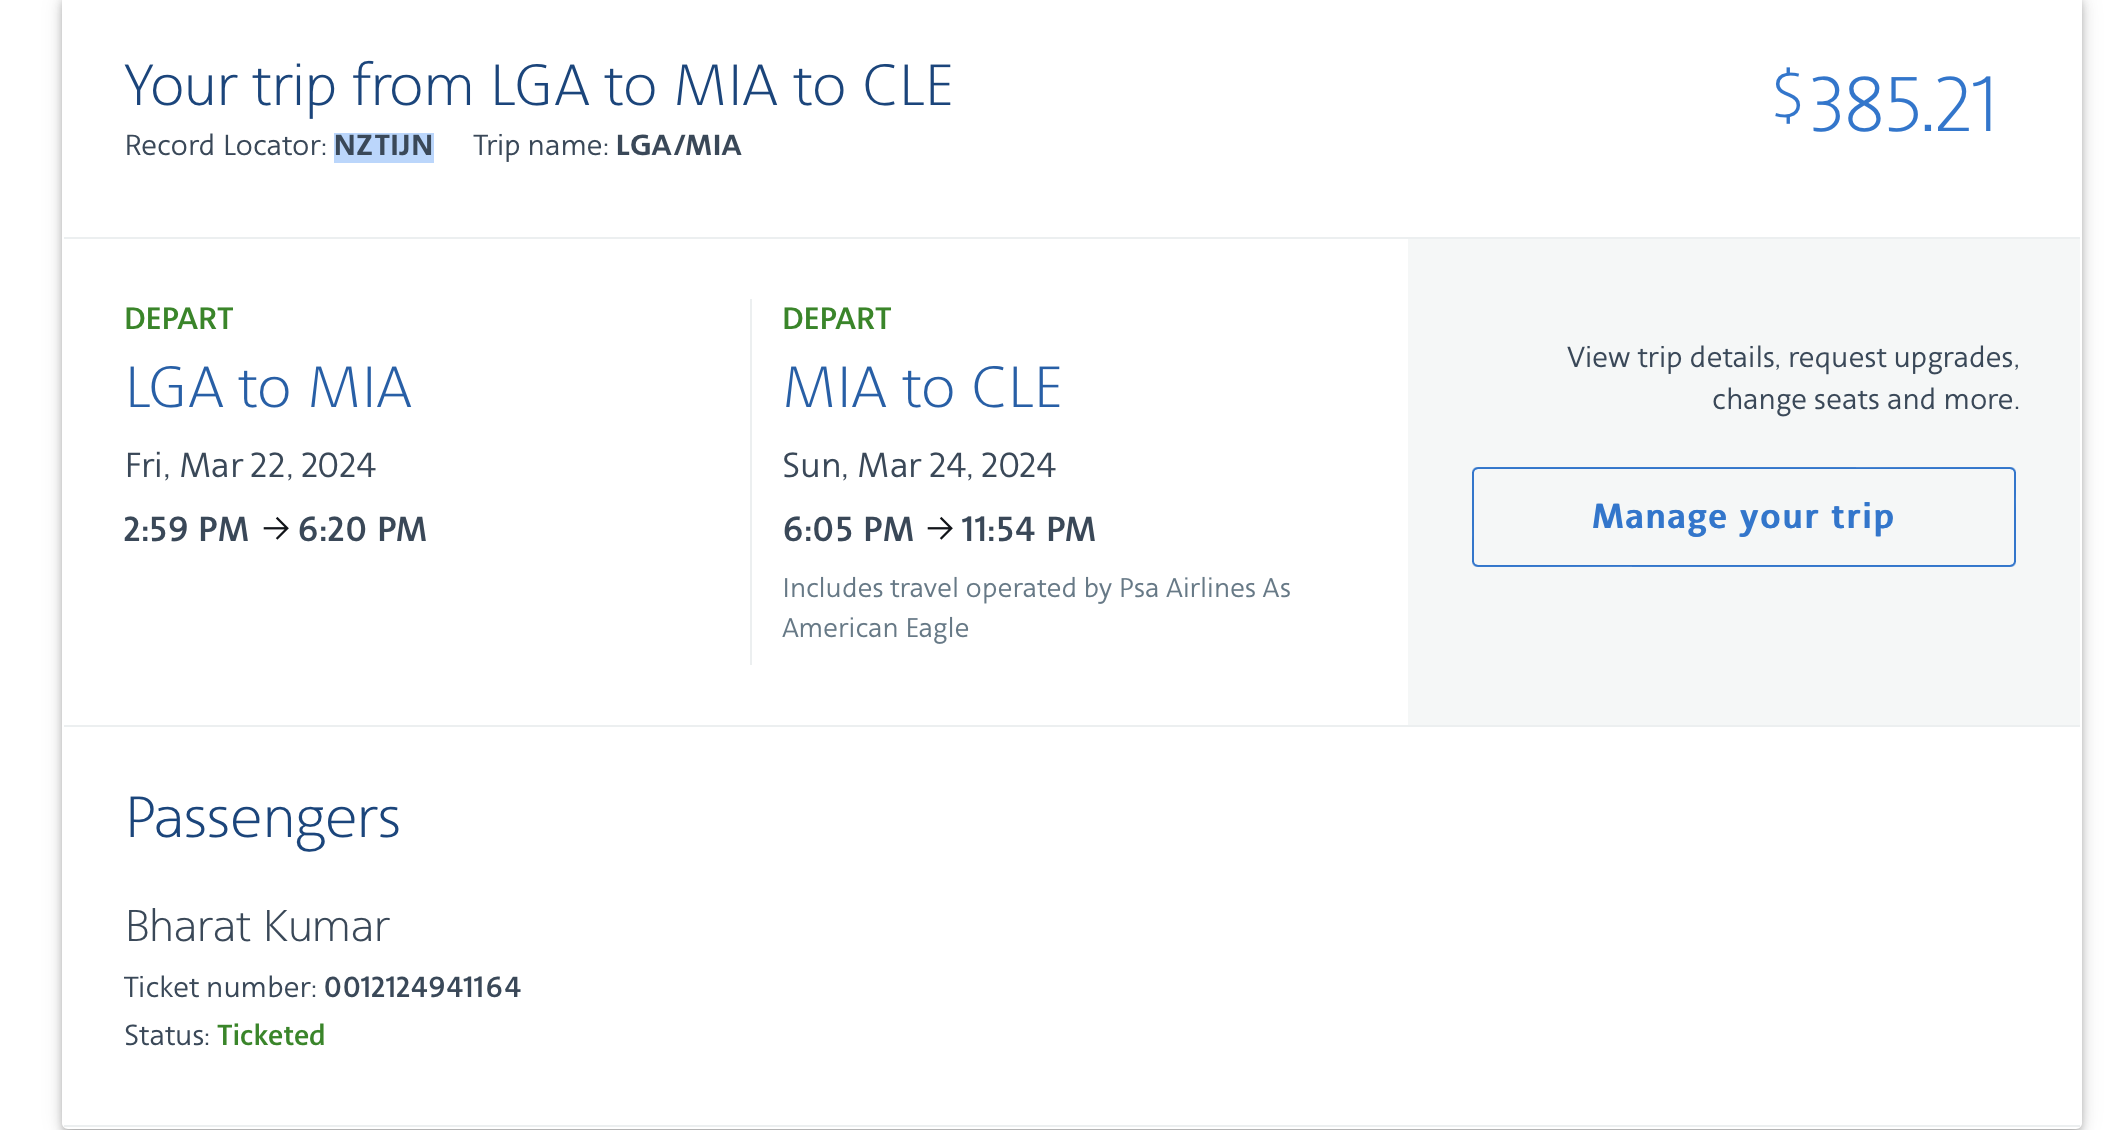 Your trip from LGA to MIA to CLE
$385.21
Record Locator: NZTIJN Trip name: LGA/MIA
DEPART
LGA to MIA
Fri, Mar 22, 2024
2:59 PM → 6:20 PM
DEPART
MIA to CLE
Sun, Mar 24, 2024
6:05 PM → 11:54 PM
Includes travel operated by Psa Airlines As
American Eagle
View trip details, request upgrades,
change seats and more.
Manage your trip
Passengers
Bharat Kumar
Ticket number: 0012124941164
Status: Ticketed